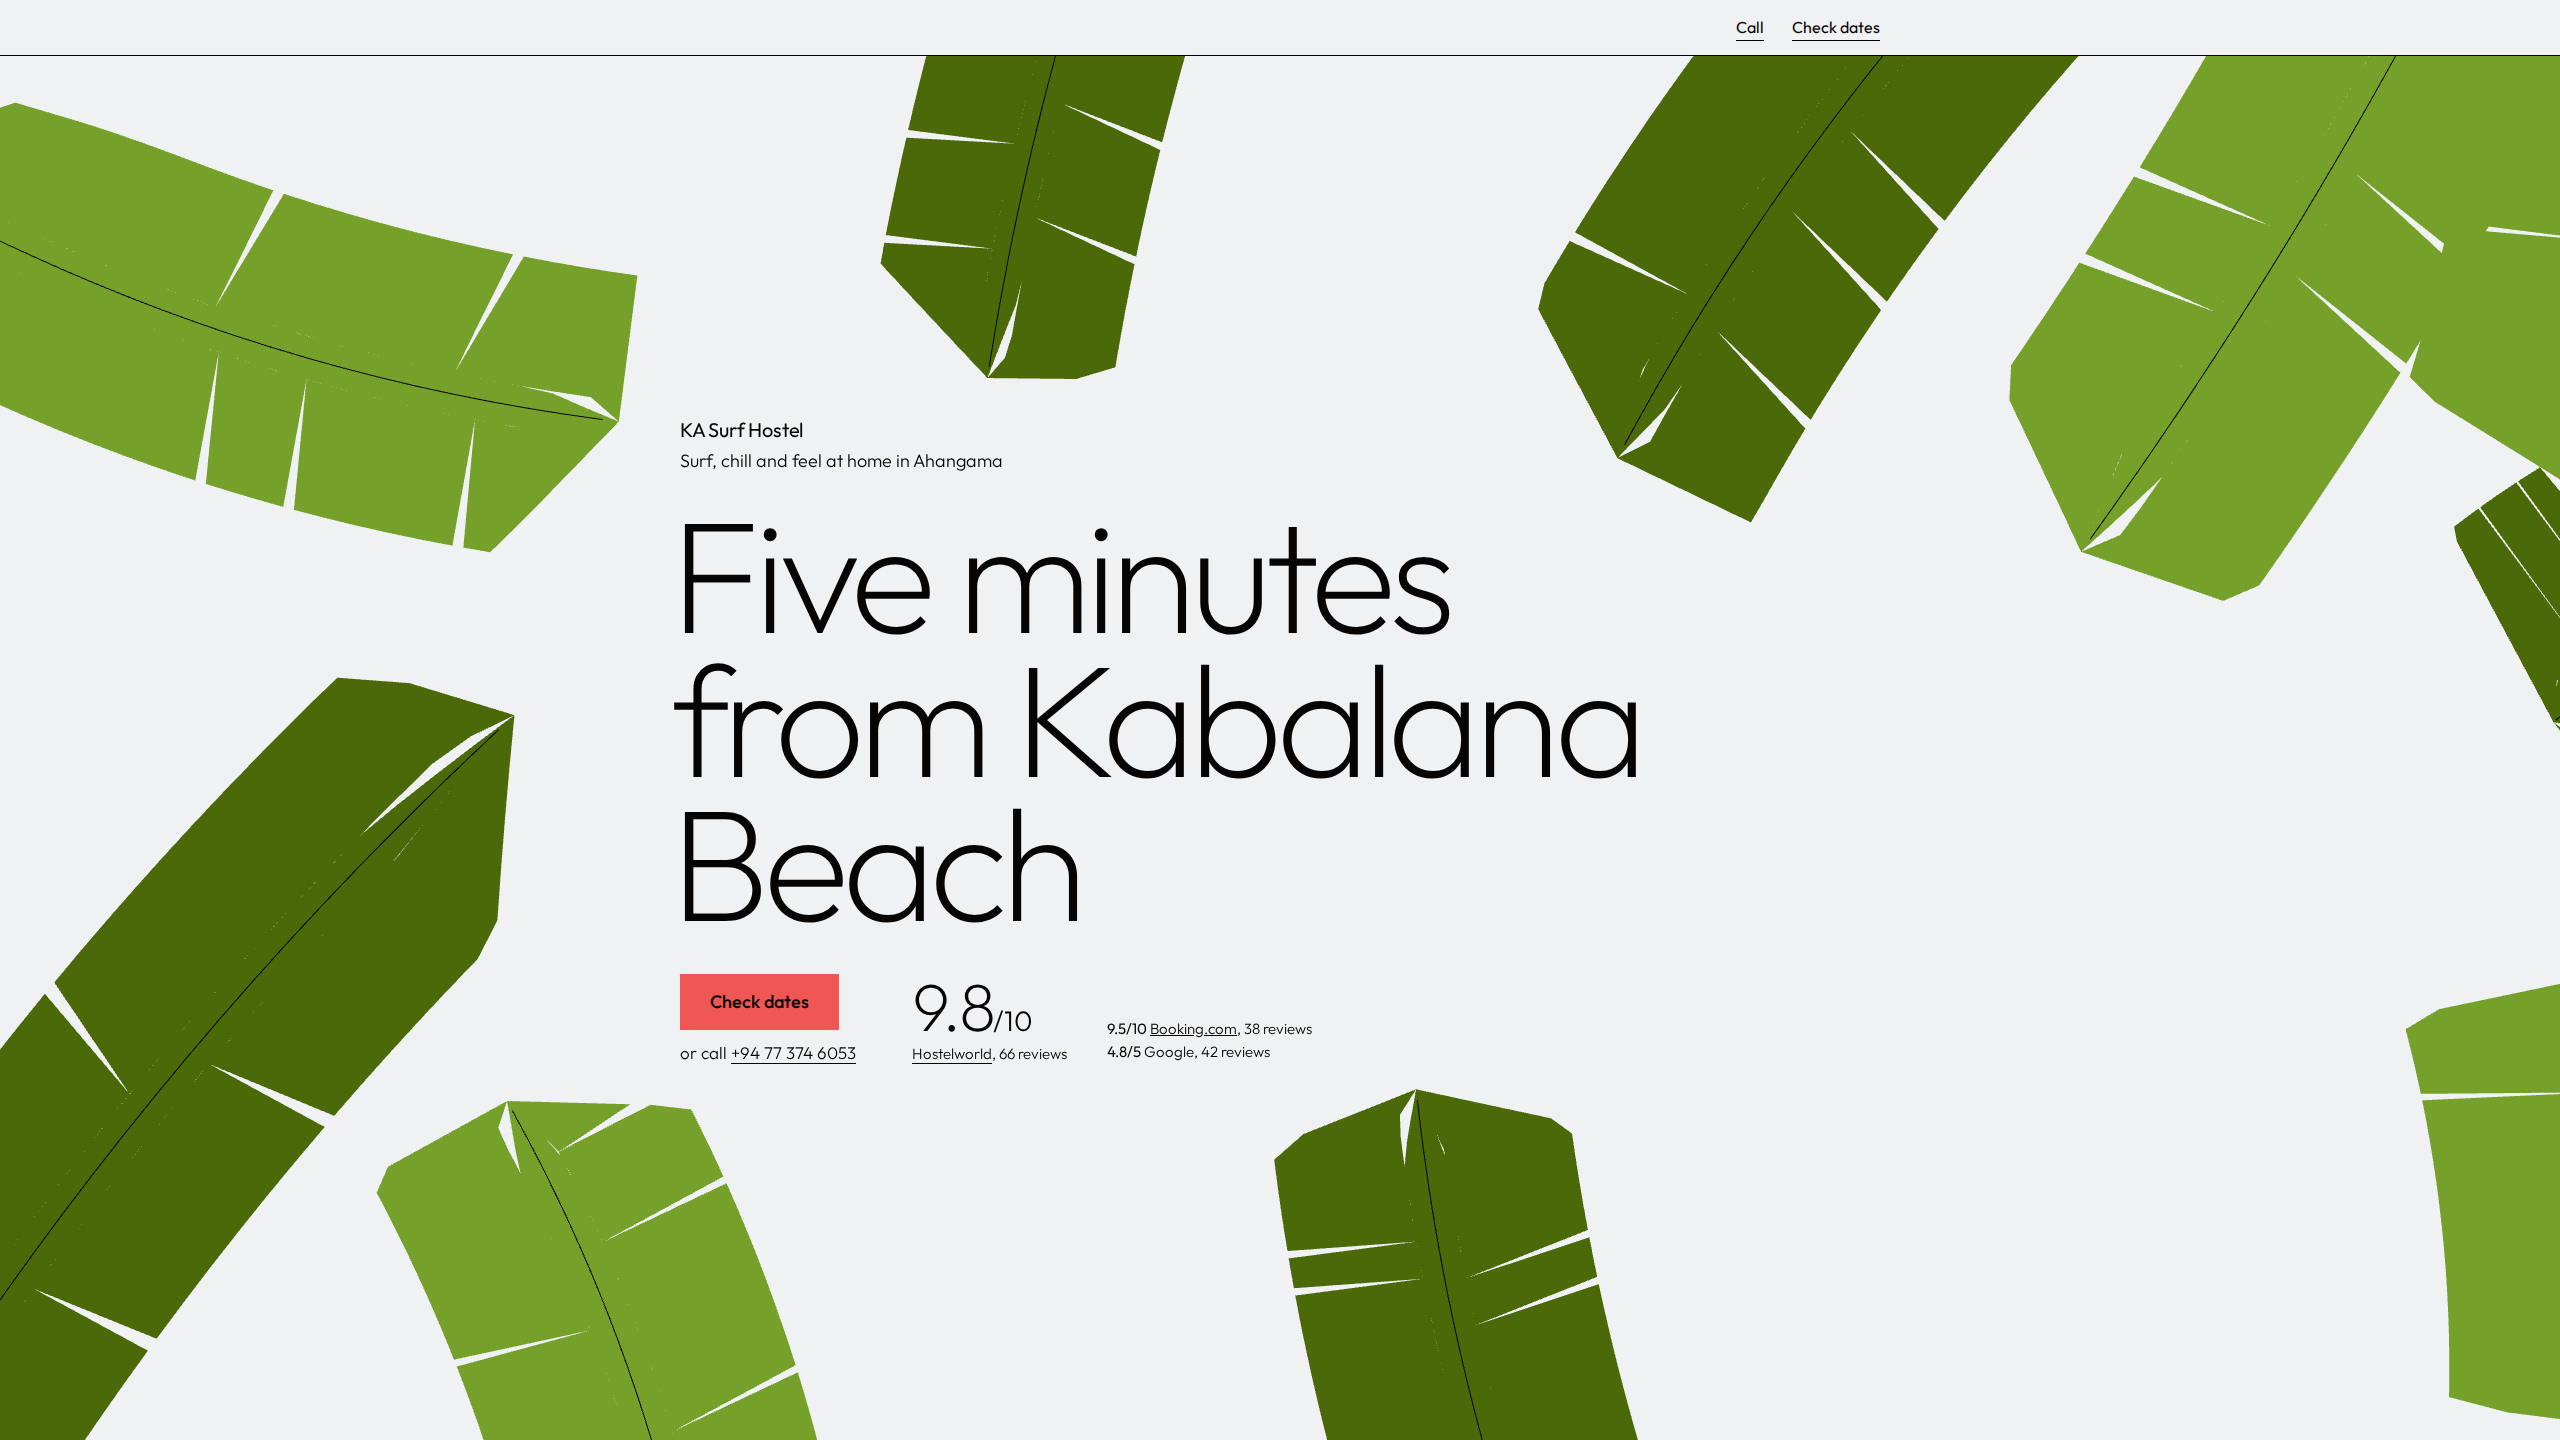 Call Check dates
KA Surf Hostel
Surf, chill and feel at home in Ahangama
Five minutes
from Kabalana
Beach
Check dates
or call +94 77 374 6053
9.8/10
Hostelworld, 66 reviews
9.5/10 Booking.com, 38 reviews
4.8/5 Google, 42 reviews